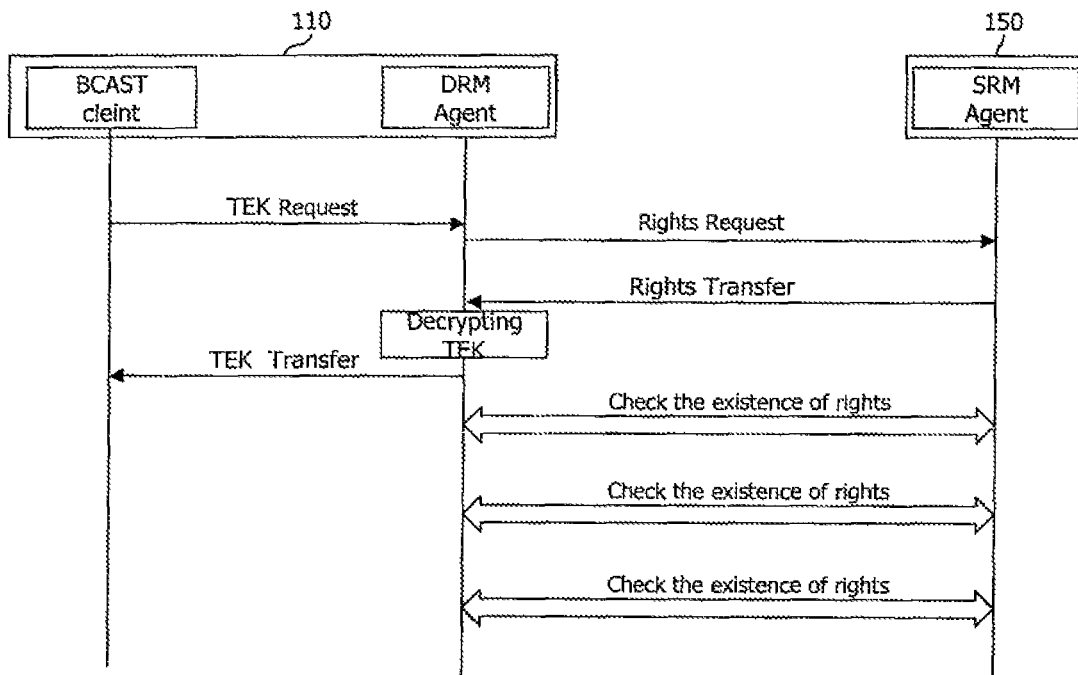 110
150
BCAST
cleint
DRM
Agent
SRM
Agent
TEK Request
Rights Request
Rights Transfer
Decrypting
TEK
TEK Transfer
Check the existence of rights
Check the existence of rights
Check the existence of rights